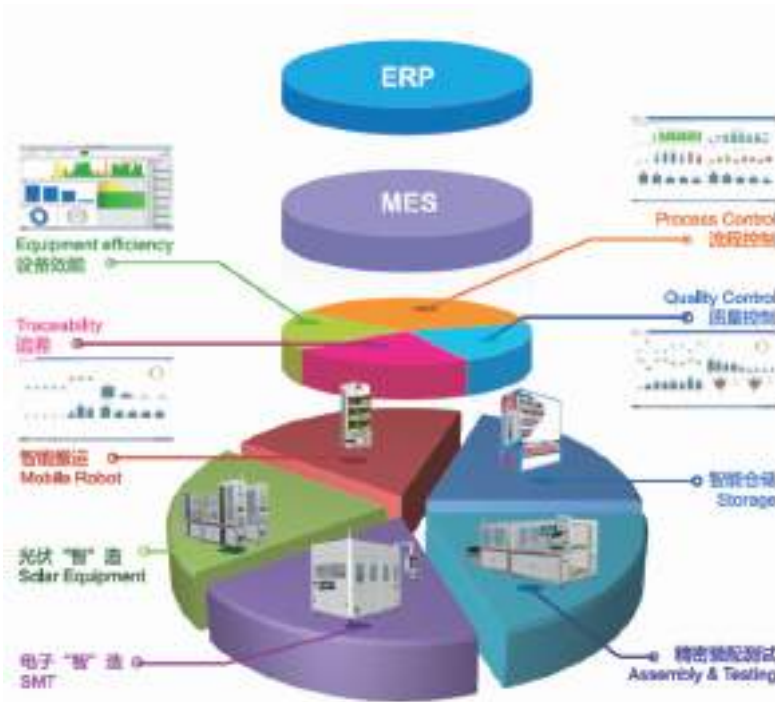 ERP
MES
Equipment efficiency
设备效能
Process Control
流程控制
Quality Control
质量控制
Traceability
追溯
智能搬运
Mobile Robot
智能仓储
Storage
光伏“智”造
Solar Equipment
电子“智”造
SMT
精密装配测试
Assembly & Testing